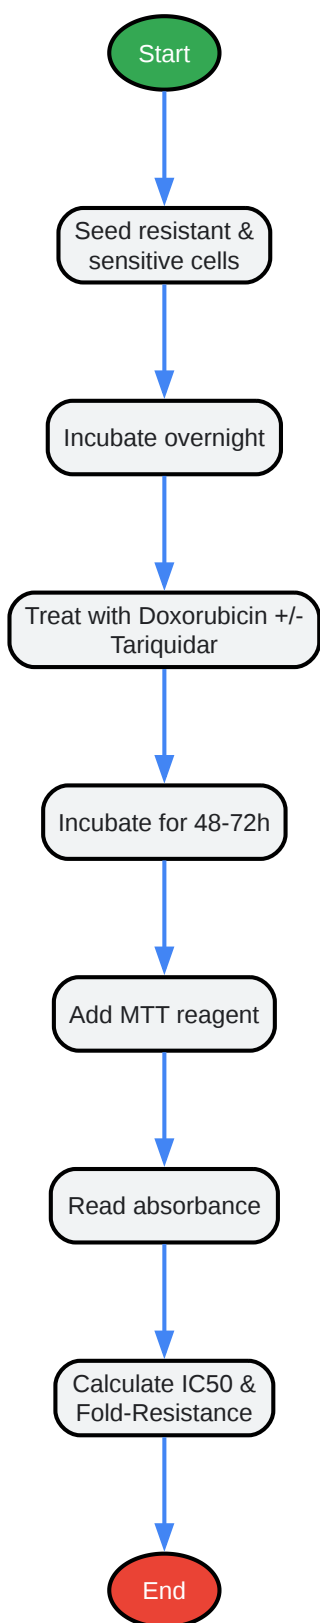 Start
Seed resistant &
sensitive cells
Incubate overnight
Treat with Doxorubicin +/-
Tariquidar
Incubate for 48-72h
Add MTT reagent
Read absorbance
Calculate IC50 &
Fold-Resistance
End